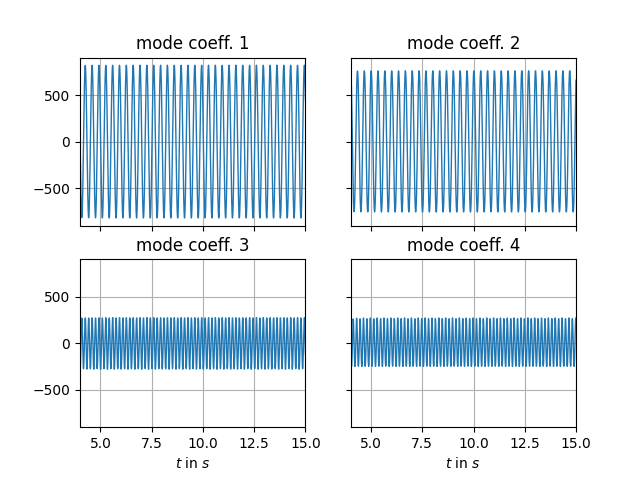 mode coeff. 1
mode coeff. 2
500
0
−500
mode coeff. 3
mode coeff. 4
500
0
−500
5.0 7.5 10.0 12.5 15.0
5.0 7.5 10.0 12.5 15.0
t in s
t in s